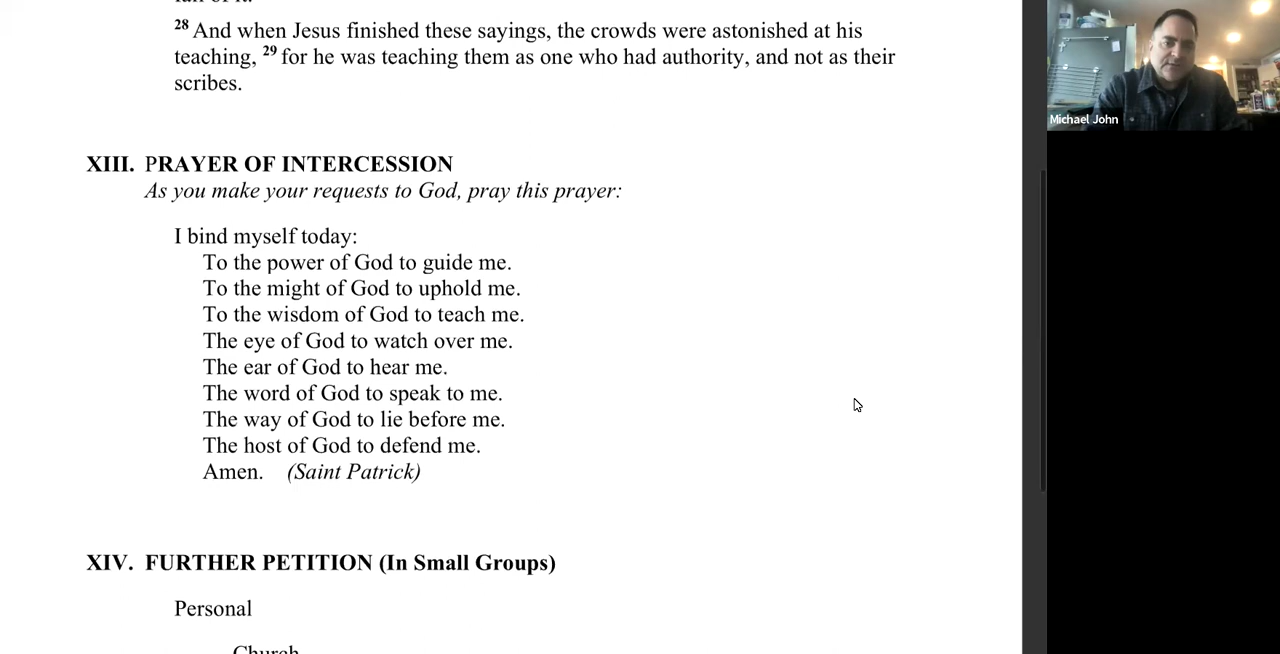 28 And when Jesus finished these sayings, the crowds were astonished at his
teaching, 29 for he was teaching them as one who had authority, and not as their
scribes.
XIII. PRAYER OF INTERCESSION
As you make your requests to God, pray this prayer:
I bind myself today:
To the power of God to guide me.
To the might of God to uphold me.
To the wisdom of God to teach me.
The eye of God to watch over me.
The ear of God to hear me.
The word of God to speak to me.
The way of God to lie before me.
The host of God to defend me.
Amen. (Saint Patrick)
XIV. FURTHER PETITION (In Small Groups)
Personal
Church
Michael John